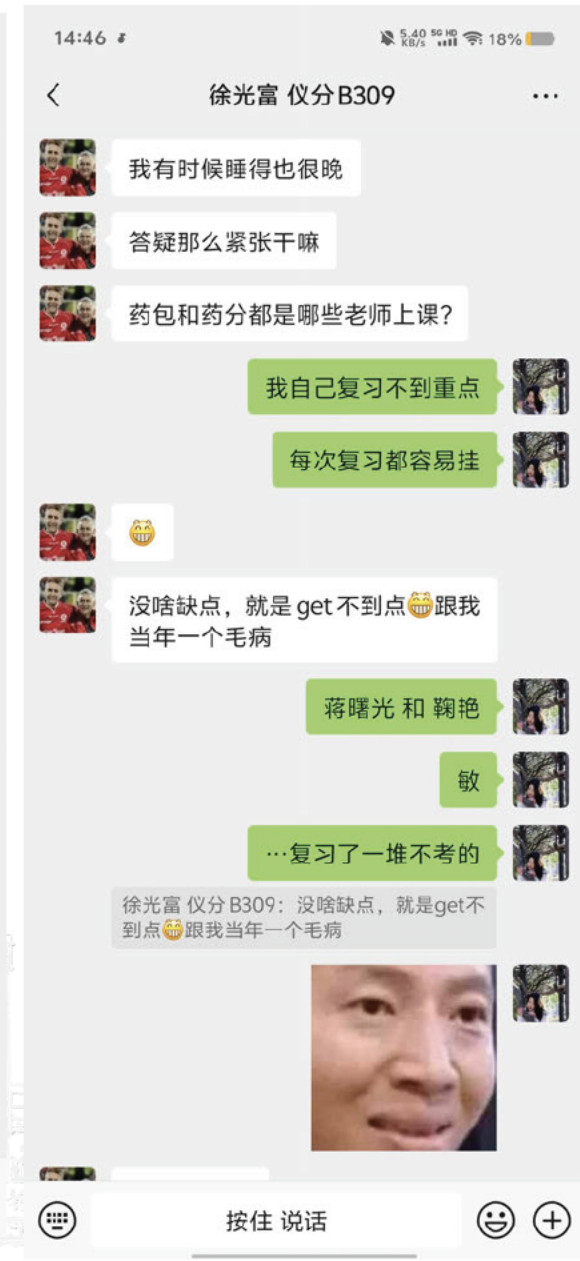 14:46
5.40 KB/s 5G HD 18%
徐光富 仪分B309
我有时候睡得也很晚
答疑那么紧张干嘛
药包和药分都是哪些老师上课？
我自己复习不到重点
每次复习都容易挂
没啥缺点，就是get不到点😁跟我
当年一个毛病
蒋曙光 和 鞠艳
敏
…复习了一堆不考的
徐光富 仪分B309：没啥缺点，就是get不
到点😁跟我当年一个毛病
按住 说话